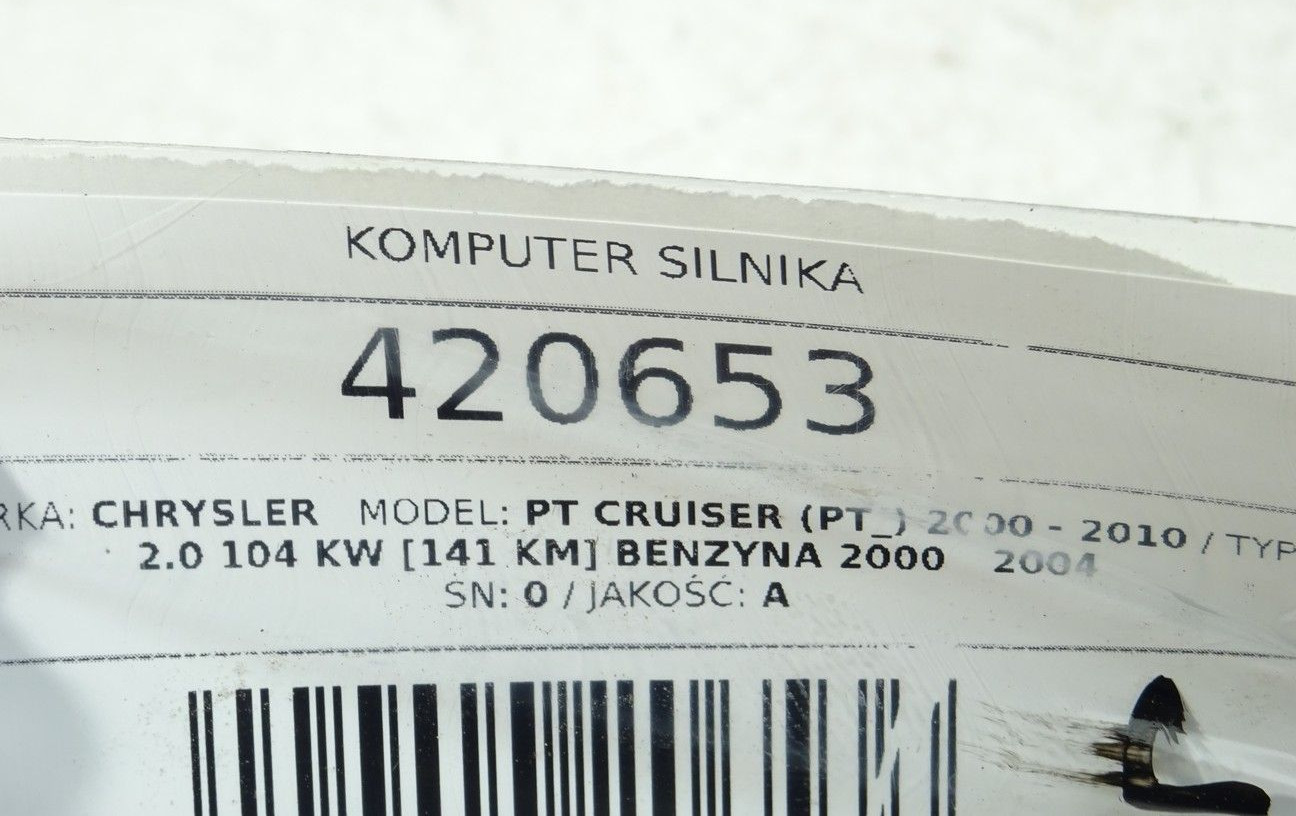 KOMPUTER SILNIKA
420653
RKA: CHRYSLER MODEL: PT CRUISER (PT_) 2000 - 2010 / TYP
2.0 104 KW [141 KM] BENZYNA 2000 2004
SN: 0 / JAKOŚĆ: A